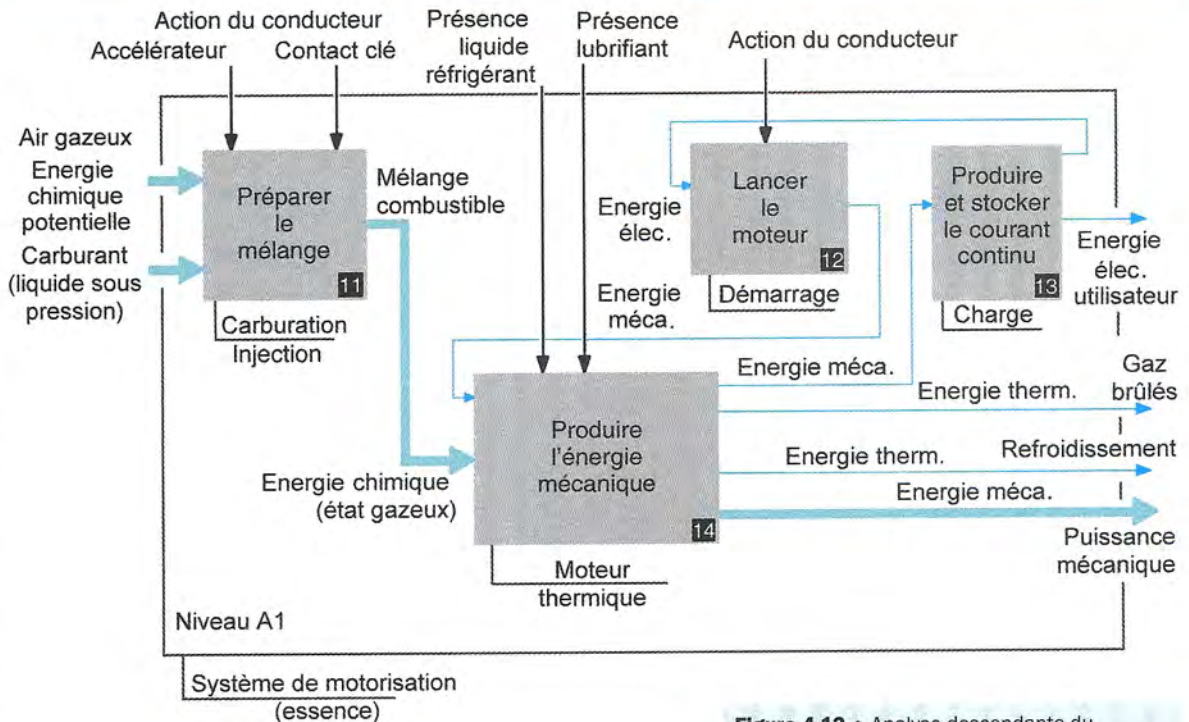 Action du conducteur
Accélérateur
Contact clé
Présence
liquide
réfrigérant
Présence
lubrifiant
Action du conducteur
Air gazeux
Energie
chimique
potentielle
Carburant
(liquide sous
pression)
Préparer
le
mélange
11
Carburation
Injection
Mélange
combustible
Energie
élec.
Lancer
le
moteur
12
Démarrage
Produire
et stocker
le courant
continu
13
Charge
Energie
élec.
utilisateur
Energie
méca.
Energie méca.
Energie therm.
Gaz
brûlés
Produire
l'énergie
mécanique
14
Energie therm.
Refroidissement
Energie méca.
Puissance
mécanique
Energie chimique
(état gazeux)
Moteur
thermique
Niveau A1
Système de motorisation
(essence)
Analyse descendante du